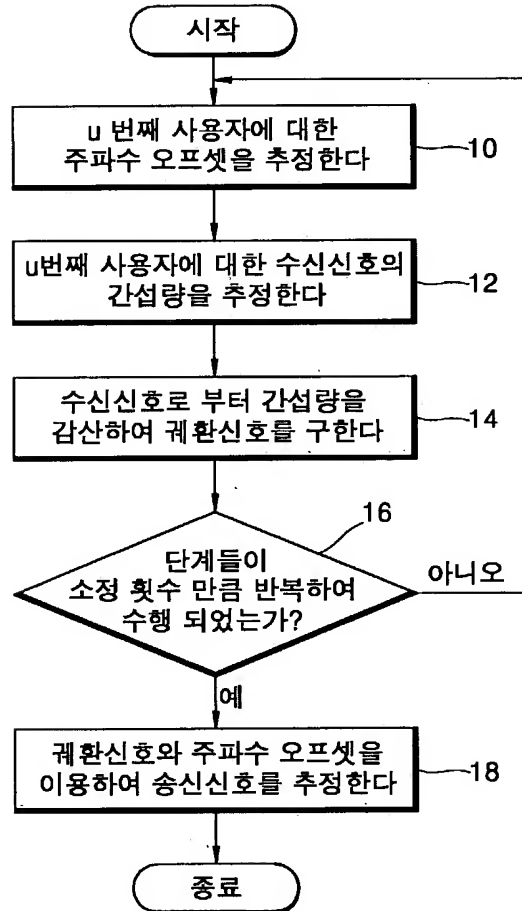 시작
u 번째 사용자에 대한
주파수 오프셋을 추정한다
10
u번째 사용자에 대한 수신신호의
간섭량을 추정한다
12
수신신호로 부터 간섭량을
감산하여 궤환신호를 구한다
14
16
단계들이
소정 횟수 만큼 반복하여
수행 되었는가?
아니오
예
궤환신호와 주파수 오프셋을
이용하여 송신신호를 추정한다
18
종료